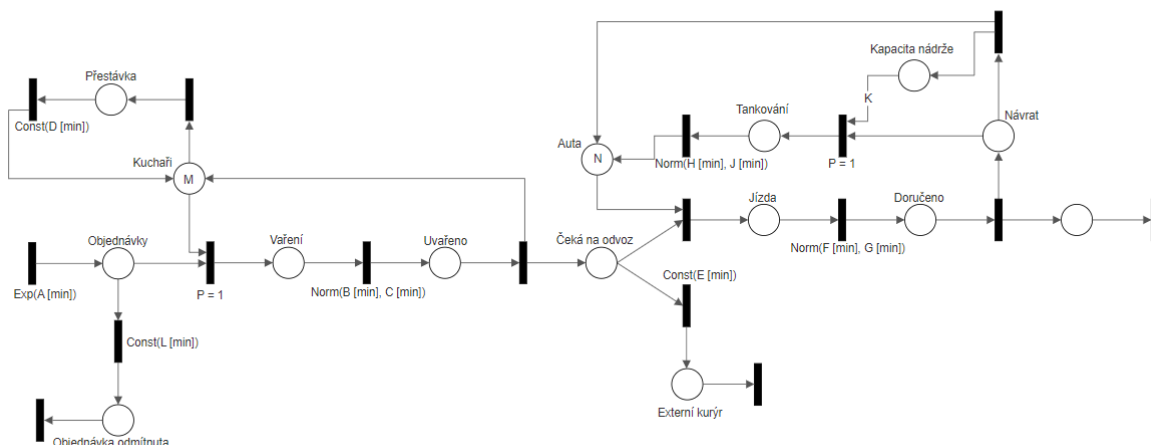 Kapacita nádrže
Přestávka
K
Tankování
Návrat
Const(D [min])
Auta
N
Norm(H [min], J [min])
P = 1
Kuchaři
M
Jízda
Doručeno
Objednávky
Vaření
Uvařeno
Čeká na odvoz
Norm(F [min], G [min])
Const(E [min])
Exp(A [min])
P = 1
Norm(B [min], C [min])
Const(L [min])
Externí kurýr
Objednávka odmítnuta